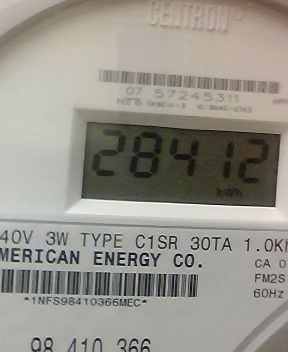 CENTRON®
07 57245311
28412
kWh
40V 3W TYPE C1SR 30TA 1.0K
MERICAN ENERGY CO.
CA 0
FM2S
*1NFS98410366MEC*
60Hz
98 410 366